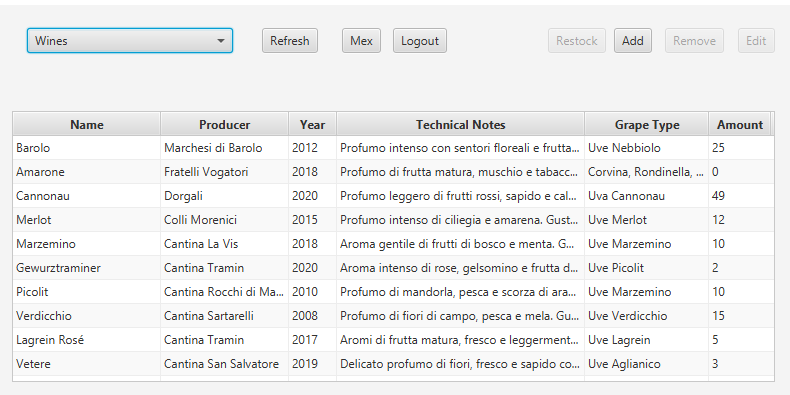 Wines Refresh Mex Logout Restock Add Remove Edit
Name Producer Year Technical Notes Grape Type Amount
Barolo Marchesi di Barolo 2012 Profumo intenso con sentori floreali e frutta... Uve Nebbiolo 25
Amarone Fratelli Vogatori 2018 Profumo di frutta matura, muschio e tabacc... Corvina, Rondinella, ... 0
Cannonau Dorgali 2020 Profumo leggero di frutti rossi, sapido e cal... Uva Cannonau 49
Merlot Colli Morenici 2015 Profumo intenso di ciliegia e amarena. Gust... Uve Merlot 12
Marzemino Cantina La Vis 2018 Aroma gentile di frutti di bosco e menta. G... Uve Marzemino 10
Gewurztraminer Cantina Tramin 2020 Aroma intenso di rose, gelsomino e frutta d... Uve Picolit 2
Picolit Cantina Rocchi di Ma... 2010 Profumo di mandorla, pesca e scorza di ara... Uve Marzemino 10
Verdicchio Cantina Sartarelli 2008 Profumo di fiori di campo, pesca e mela. Gu... Uve Verdicchio 15
Lagrein Rosé Cantina Tramin 2017 Aromi di frutta matura, fresco e leggerment... Uve Lagrein 5
Vetere Cantina San Salvatore 2019 Delicato profumo di fiori, fresco e sapido co... Uve Aglianico 3